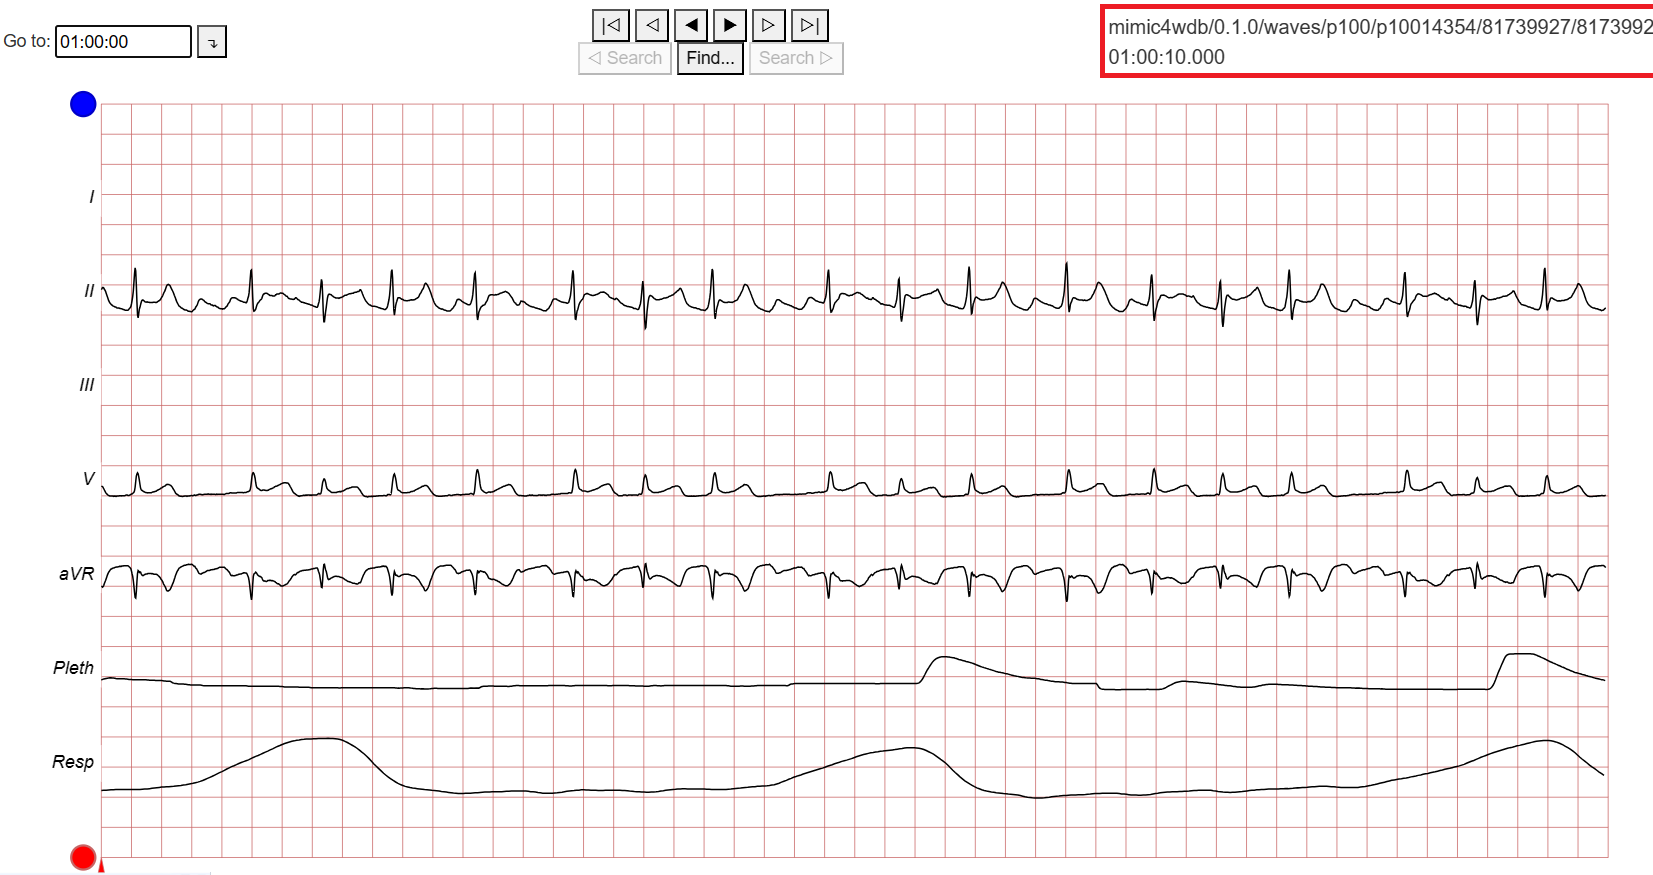 Go to: 01:00:00
◁ Search Find... Search ▷
mimic4wdb/0.1.0/waves/p100/p10014354/81739927/8173992
01:00:10.000
I
II
III
V
aVR
Pleth
Resp